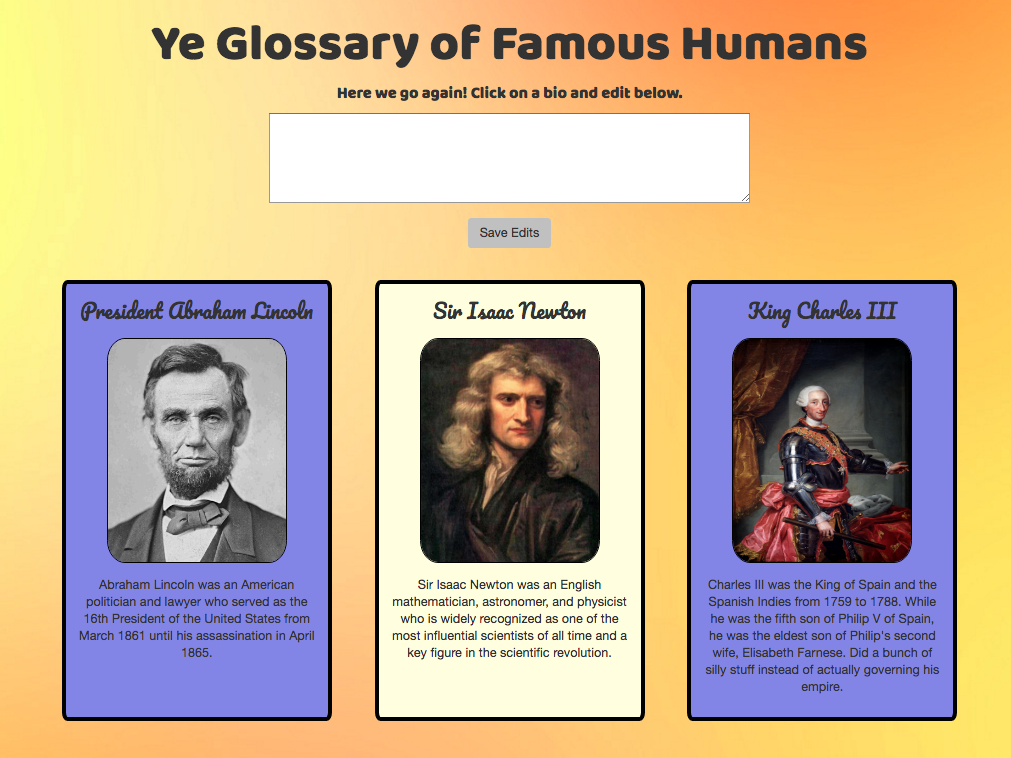 Ye Glossary of Famous Humans
Here we go again! Click on a bio and edit below.
Save Edits
President Abraham Lincoln
Abraham Lincoln was an American
politician and lawyer who served as the
16th President of the United States from
March 1861 until his assassination in April
1865.
Sir Isaac Newton
Sir Isaac Newton was an English
mathematician, astronomer, and physicist
who is widely recognized as one of the
most influential scientists of all time and a
key figure in the scientific revolution.
King Charles III
Charles III was the King of Spain and the
Spanish Indies from 1759 to 1788. While
he was the fifth son of Philip V of Spain,
he was the eldest son of Philip's second
wife, Elisabeth Farnese. Did a bunch of
silly stuff instead of actually governing his
empire.